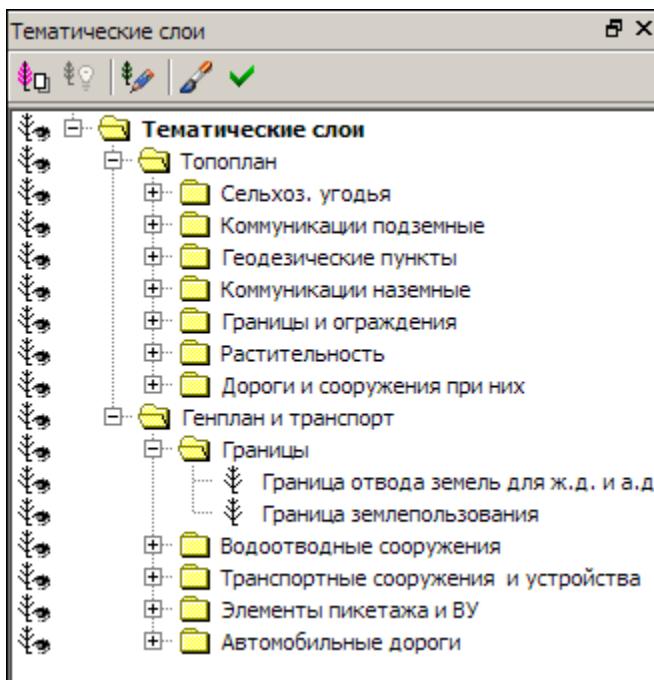 Тематические слои
Тематические слои
Топоплан
Сельхоз. угодья
Коммуникации подземные
Геодезические пункты
Коммуникации наземные
Границы и ограждения
Растительность
Дороги и сооружения при них
Генплан и транспорт
Границы
Граница отвода земель для ж.д. и а.д
Граница землепользования
Водоотводные сооружения
Транспортные сооружения и устройства
Элементы пикетажа и ВУ
Автомобильные дороги